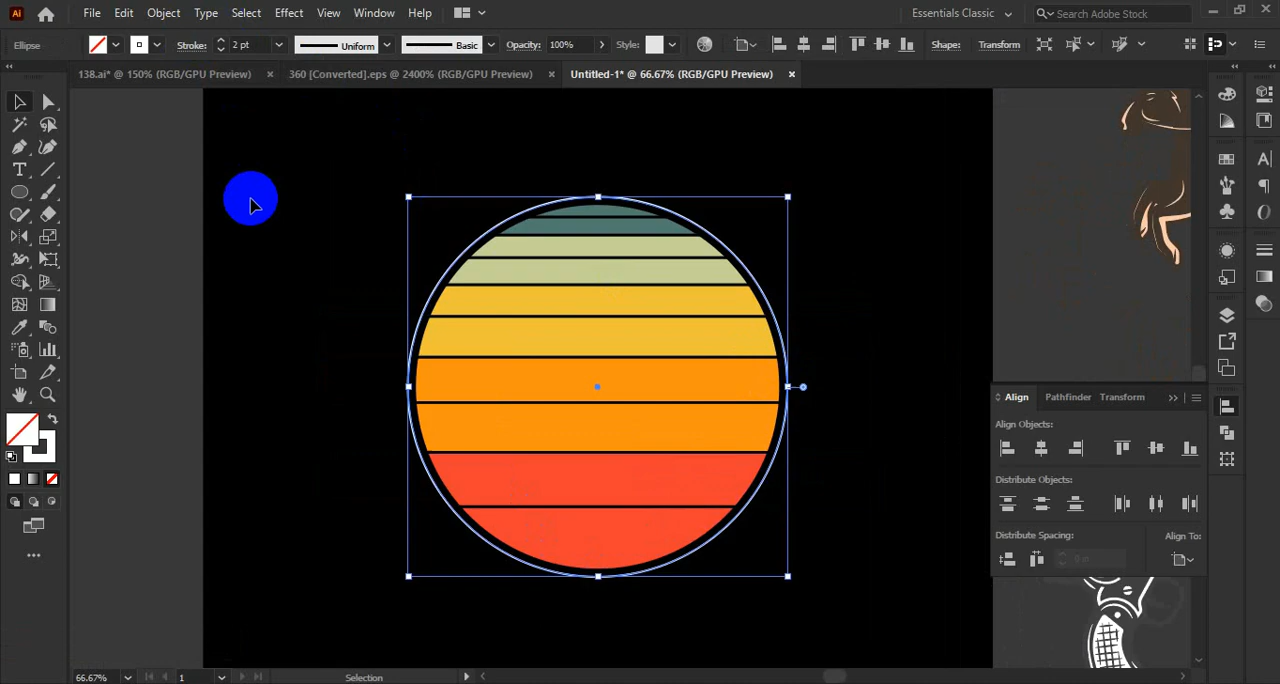 Ai File Edit Object Type Select Effect View Window Help Essentials Classic Search Adobe Stock
Ellipse Stroke: 2 pt Uniform Basic Opacity: 100% Style: Shape: Transform
138.ai* @ 150% (RGB/GPU Preview) × 360 [Converted].eps @ 2400% (RGB/GPU Preview) × Untitled-1* @ 66.67% (RGB/GPU Preview) ×
Align Pathfinder Transform
Align Objects:
Distribute Objects:
Distribute Spacing: Align To:
66.67% 1 Selection